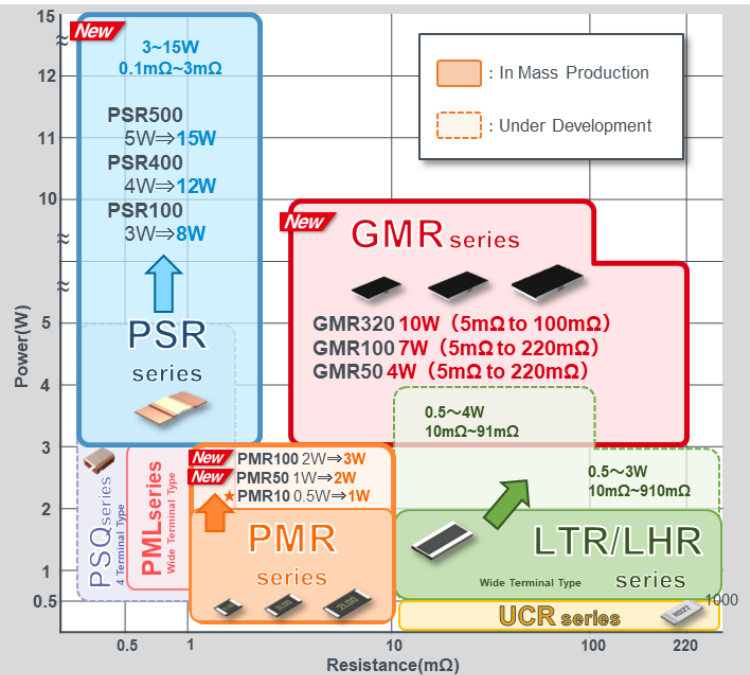 15
12
11
10
5
4
3
2
1
0.5
Power(W)
New
3~15W
0.1mΩ~3mΩ
PSR500
5W⇒15W
PSR400
4W⇒12W
PSR100
3W⇒8W
PSR
series
: In Mass Production
: Under Development
New
GMR series
GMR320 10W（5mΩ to 100mΩ）
GMR100 7W（5mΩ to 220mΩ）
GMR50 4W（5mΩ to 220mΩ）
0.5～4W
10mΩ~91mΩ
0.5～3W
10mΩ~910mΩ
PSQ series
4 Terminal Type
PML series
Wide Terminal Type
New PMR100 2W⇒3W
New PMR50 1W⇒2W
★PMR10 0.5W⇒1W
PMR
series
LTR/LHR
Wide Terminal Type series
UCR series
1000
0.5
1
10
100
220
Resistance(mΩ)